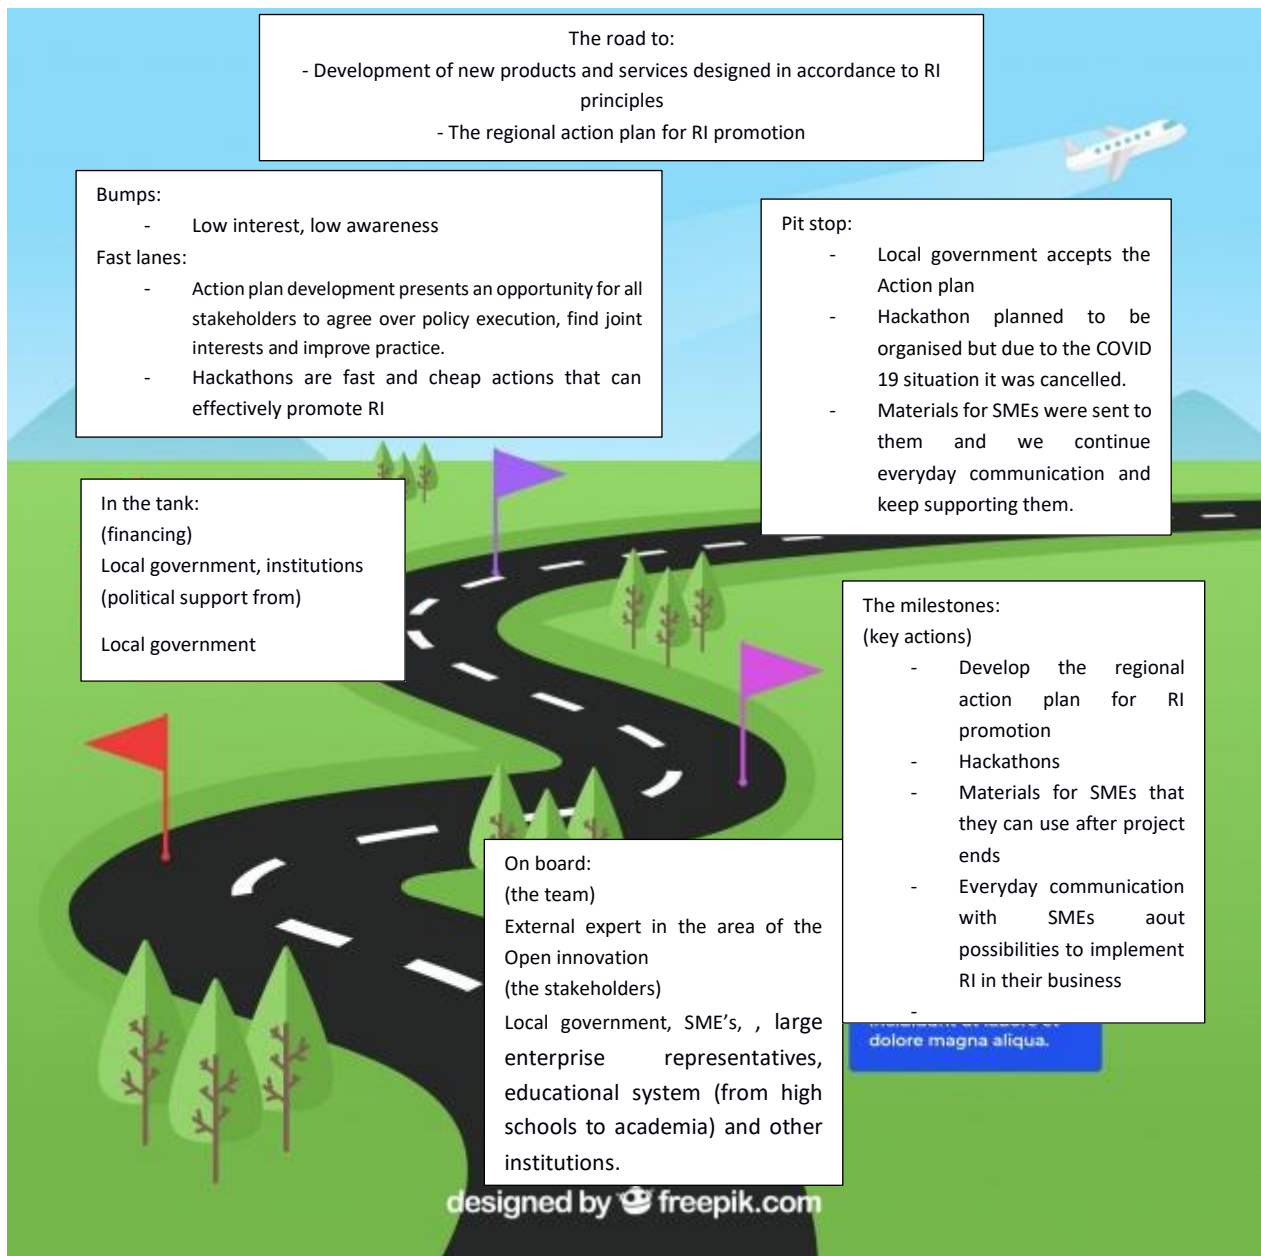 The road to:
- Development of new products and services designed in accordance to RI
principles
- The regional action plan for RI promotion
Bumps:
- Low interest, low awareness
Fast lanes:
- Action plan development presents an opportunity for all
stakeholders to agree over policy execution, find joint
interests and improve practice.
- Hackathons are fast and cheap actions that can
effectively promote RI
Pit stop:
- Local government accepts the
Action plan
- Hackathon planned to be
organised but due to the COVID
19 situation it was cancelled.
- Materials for SMEs were sent to
them and we continue
everyday communication and
keep supporting them.
In the tank:
(financing)
Local government, institutions
(political support from)
Local government
The milestones:
(key actions)
- Develop the regional
action plan for RI
promotion
- Hackathons
- Materials for SMEs that
they can use after project
ends
- Everyday communication
with SMEs aout
possibilities to implement
RI in their business
-
dolore magna aliqua.
On board:
(the team)
External expert in the area of the
Open innovation
(the stakeholders)
Local government, SME’s, , large
enterprise representatives,
educational system (from high
schools to academia) and other
institutions.
designed by freepik.com